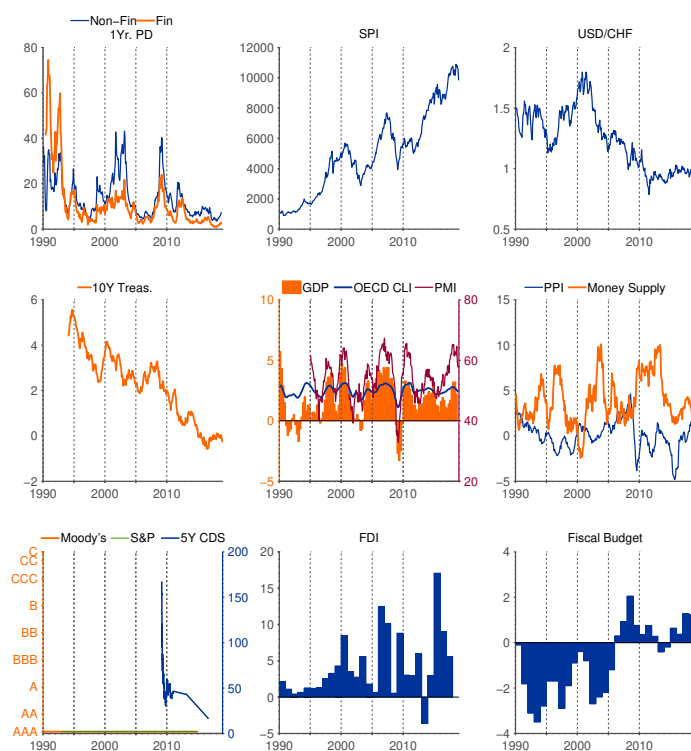 Non-Fin Fin
1Yr. PD
80
60
40
20
0
1990 2000 2010
SPI
12000
10000
8000
6000
4000
2000
0
1990 2000 2010
USD/CHF
2
1.5
1
0.5
1990 2000 2010
10Y Treas.
6
4
2
0
−2
1990 2000 2010
GDP OECD CLI PMI
10
5
0
−5
80
60
40
20
1990 2000 2010
PPI Money Supply
15
10
5
0
−5
1990 2000 2010
Moody's S&P 5Y CDS
C
CC
CCC
B
BB
BBB
A
AA
AAA
200
150
100
50
0
1990 2000 2010
FDI
20
15
10
5
0
−5
1990 2000 2010
Fiscal Budget
4
2
0
−2
−4
1990 2000 2010